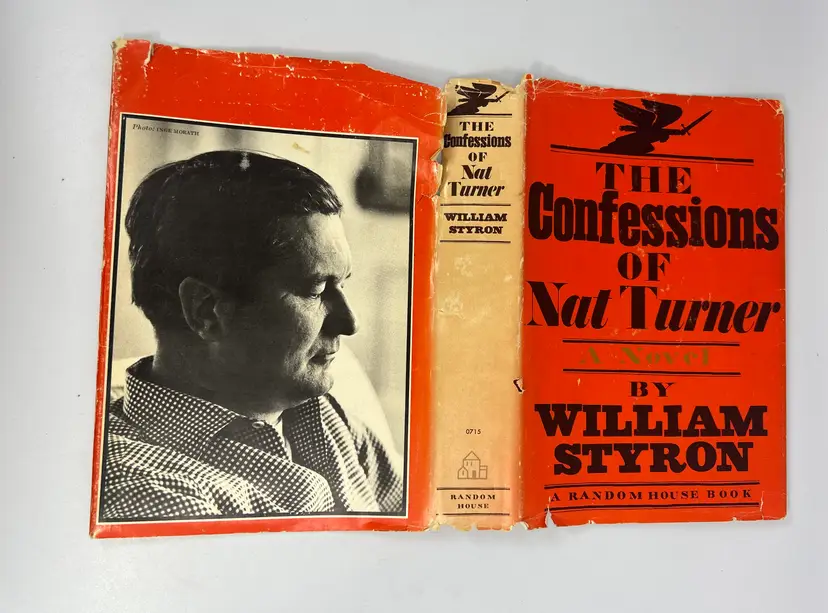 Photo/ INGE MORATH
THE
Confessions
OF
Nat
Turner
WILLIAM
STYRON
0715
RANDOM
HOUSE
THE
Confessions
OF
Nat Turner
A Novel
BY
WILLIAM
STYRON
A RANDOM HOUSE BOOK